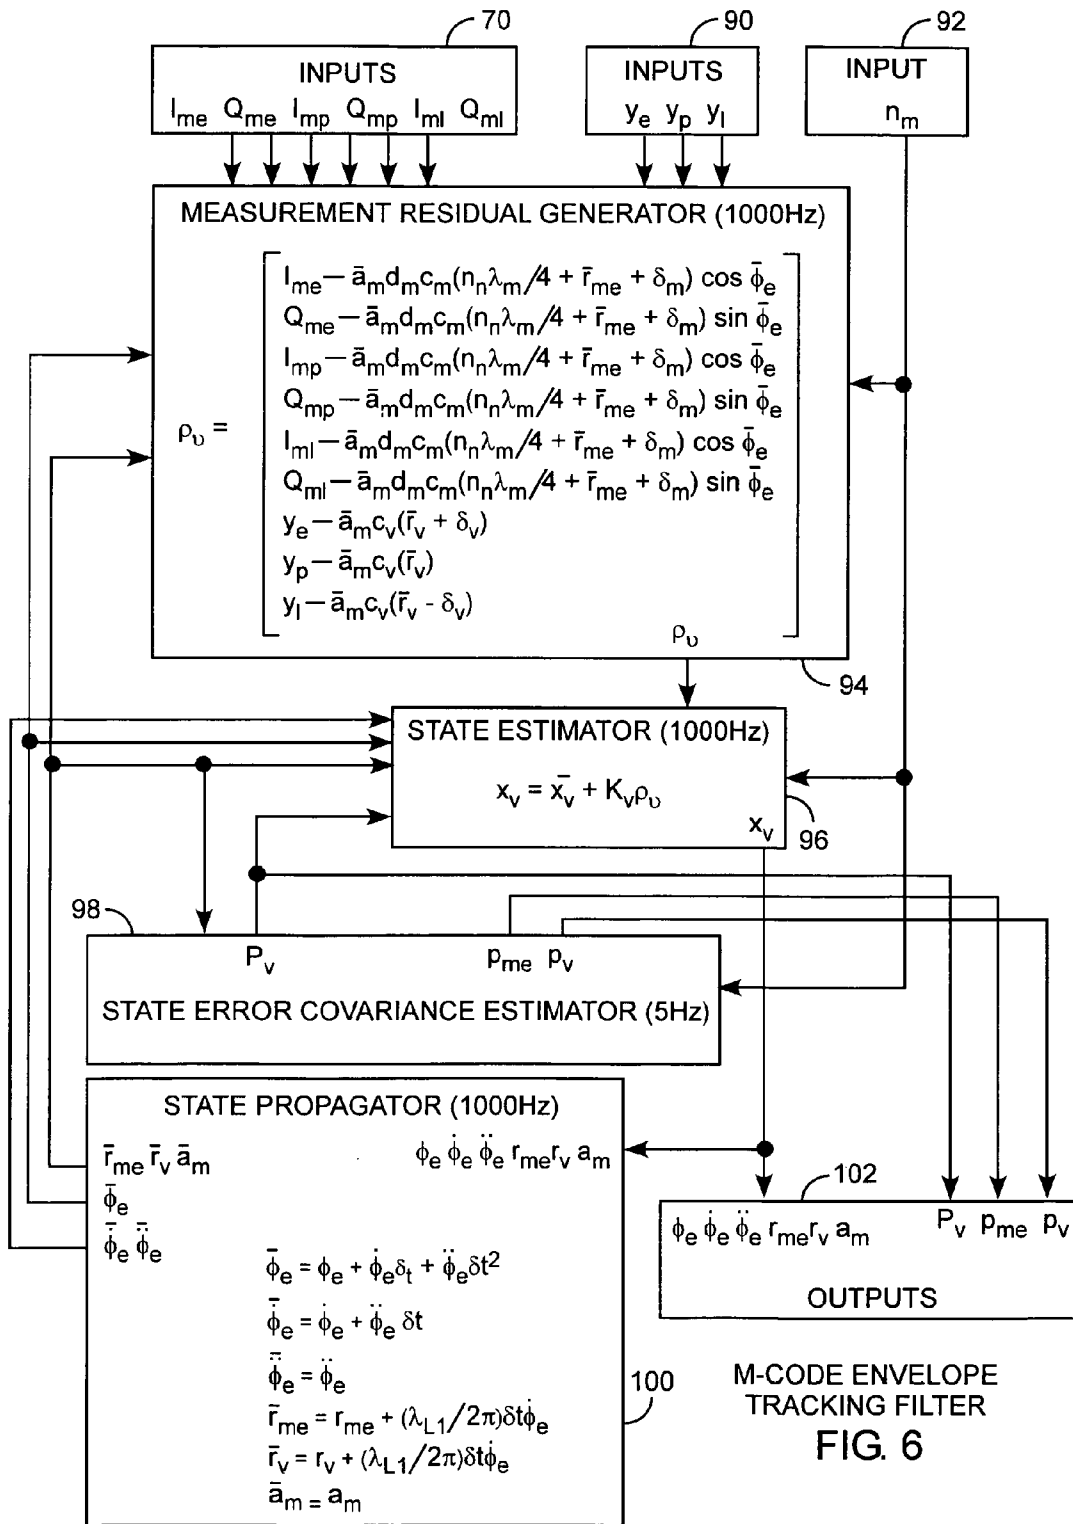 70
90
92
INPUTS
I_me Q_me I_mp Q_mp I_ml Q_ml
INPUTS
y_e y_p y_l
INPUT
n_m
MEASUREMENT RESIDUAL GENERATOR (1000Hz)
ρ_υ =
I_me — ā_m d_m c_m(n_n λ_m/4 + r̄_me + δ_m) cos ϕ̄_e
Q_me — ā_m d_m c_m(n_n λ_m/4 + r̄_me + δ_m) sin ϕ̄_e
I_mp — ā_m d_m c_m(n_n λ_m/4 + r̄_me + δ_m) cos ϕ̄_e
Q_mp — ā_m d_m c_m(n_n λ_m/4 + r̄_me + δ_m) sin ϕ̄_e
I_ml — ā_m d_m c_m(n_n λ_m/4 + r̄_me + δ_m) cos ϕ̄_e
Q_ml — ā_m d_m c_m(n_n λ_m/4 + r̄_me + δ_m) sin ϕ̄_e
y_e — ā_m c_v(r̄_v + δ_v)
y_p — ā_m c_v(r̄_v)
y_l — ā_m c_v(r̄_v - δ_v)
ρ_υ
94
STATE ESTIMATOR (1000Hz)
x_v = x̄_v + K_v ρ_υ
x_v
96
98
P_v p_me p_v
STATE ERROR COVARIANCE ESTIMATOR (5Hz)
STATE PROPAGATOR (1000Hz)
r̄_me r̄_v ā_m
ϕ_e ϕ̇_e ϕ̈_e r_me r_v a_m
ϕ̄_e
ϕ̇̄_e ϕ̈̄_e
ϕ̄_e = ϕ_e + ϕ̇_e δ_t + ϕ̈_e δt²
ϕ̇̄_e = ϕ̇_e + ϕ̈_e δt
ϕ̈̄_e = ϕ̈_e
r̄_me = r_me + (λ_L1/2π)δtϕ̇_e
r̄_v = r_v + (λ_L1/2π)δtϕ̇_e
ā_m = a_m
100
102
ϕ_e ϕ̇_e ϕ̈_e r_me r_v a_m P_v p_me p_v
OUTPUTS
M-CODE ENVELOPE
TRACKING FILTER
FIG. 6